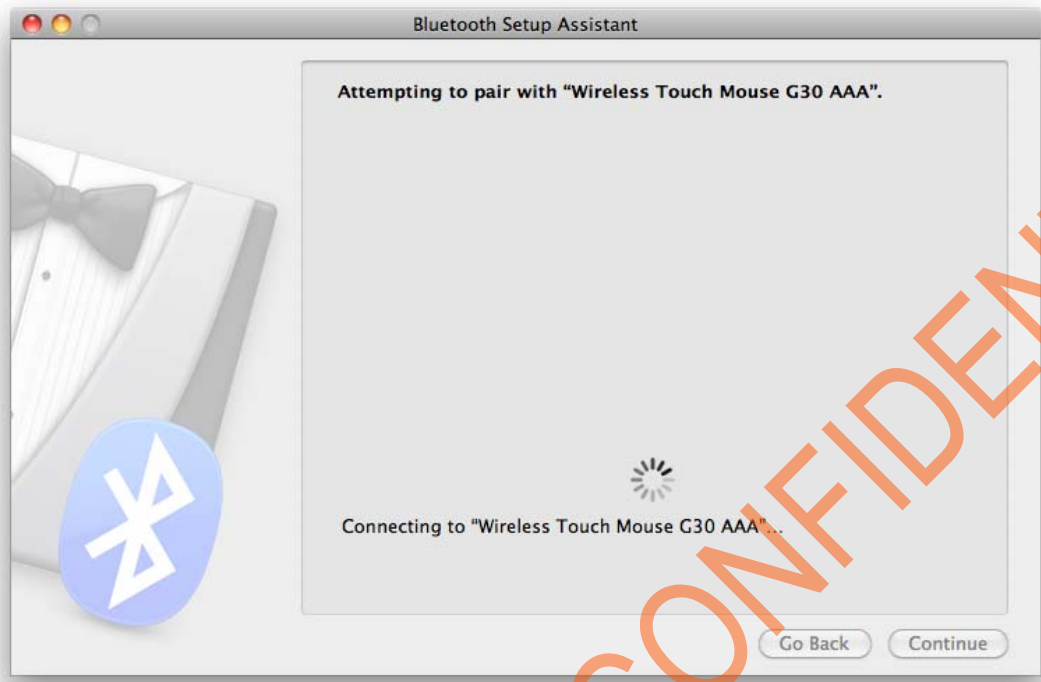 Bluetooth Setup Assistant
Attempting to pair with “Wireless Touch Mouse G30 AAA”.
Connecting to “Wireless Touch Mouse G30 AAA”...
Go Back
Continue
CONFIDEN